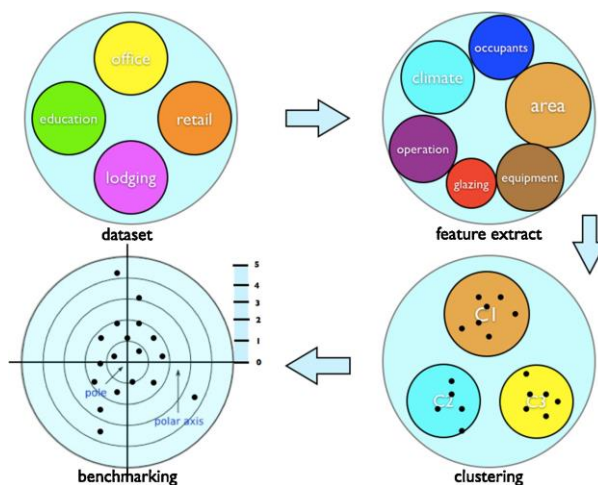 office
education
retail
lodging
dataset
occupants
climate
area
operation
glazing
equipment
feature extract
5
4
3
2
1
0
pole
polar axis
benchmarking
C1
C2
C3
clustering